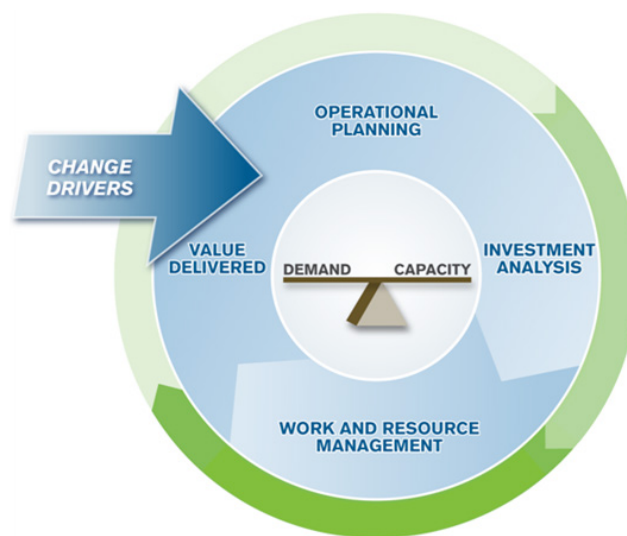 OPERATIONAL
PLANNING
CHANGE
DRIVERS
VALUE
DELIVERED
DEMAND CAPACITY
INVESTMENT
ANALYSIS
WORK AND RESOURCE
MANAGEMENT